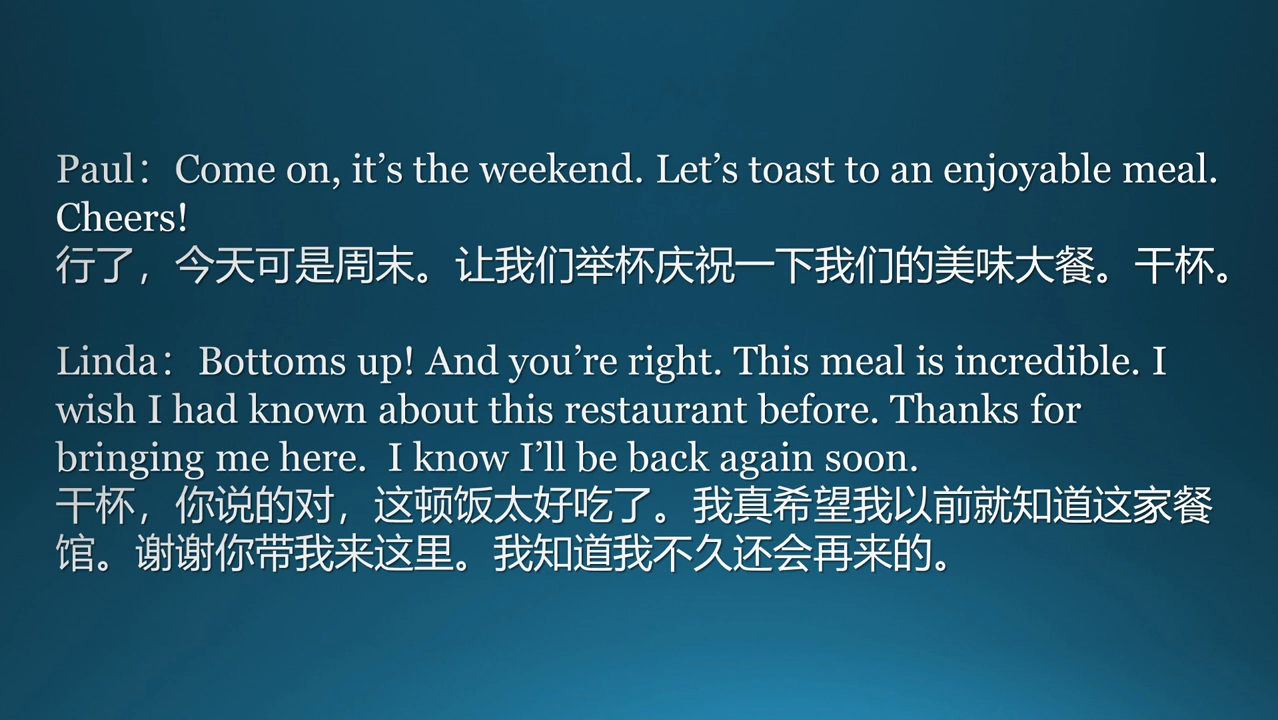 Paul：Come on, it’s the weekend. Let’s toast to an enjoyable meal.
Cheers!
行了，今天可是周末。让我们举杯庆祝一下我们的美味大餐。干杯。
Linda：Bottoms up! And you’re right. This meal is incredible. I
wish I had known about this restaurant before. Thanks for
bringing me here.  I know I’ll be back again soon.
干杯，你说的对，这顿饭太好吃了。我真希望我以前就知道这家餐
馆。谢谢你带我来这里。我知道我不久还会再来的。